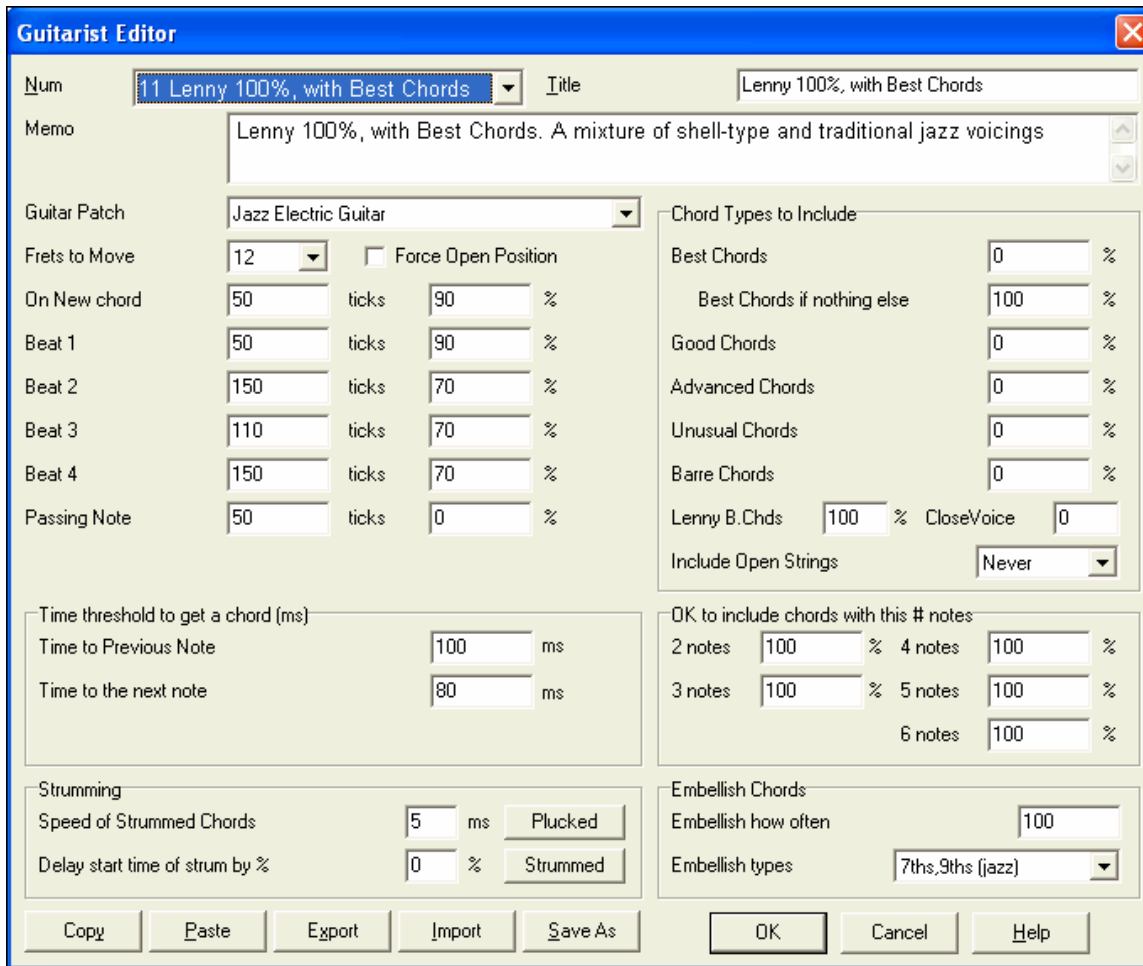 Guitarist Editor
Num 11 Lenny 100%, with Best Chords Title Lenny 100%, with Best Chords
Memo Lenny 100%, with Best Chords. A mixture of shell-type and traditional jazz voicings
Guitar Patch Jazz Electric Guitar
Frets to Move 12 Force Open Position
On New chord 50 ticks 90 %
Beat 1 50 ticks 90 %
Beat 2 150 ticks 70 %
Beat 3 110 ticks 70 %
Beat 4 150 ticks 70 %
Passing Note 50 ticks 0 %
Chord Types to Include
Best Chords 0 %
Best Chords if nothing else 100 %
Good Chords 0 %
Advanced Chords 0 %
Unusual Chords 0 %
Barre Chords 0 %
Lenny B.Chds 100 % CloseVoice 0
Include Open Strings Never
Time threshold to get a chord (ms)
Time to Previous Note 100 ms
Time to the next note 80 ms
OK to include chords with this # notes
2 notes 100 % 4 notes 100 %
3 notes 100 % 5 notes 100 %
6 notes 100 %
Strumming
Speed of Strummed Chords 5 ms Plucked
Delay start time of strum by % 0 % Strummed
Embellish Chords
Embellish how often 100
Embellish types 7ths,9ths (jazz)
Copy Paste Export Import Save As OK Cancel Help